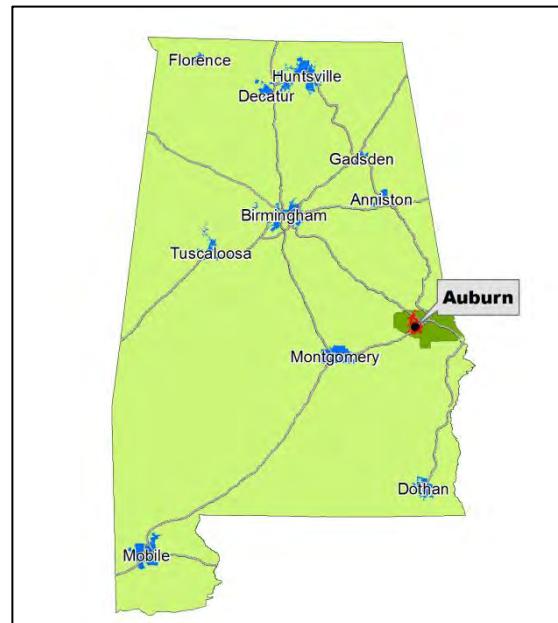 Florence
Huntsville
Decatur
Gadsden
Anniston
Birmingham
Tuscaloosa
Auburn
Montgomery
Dothan
Mobile